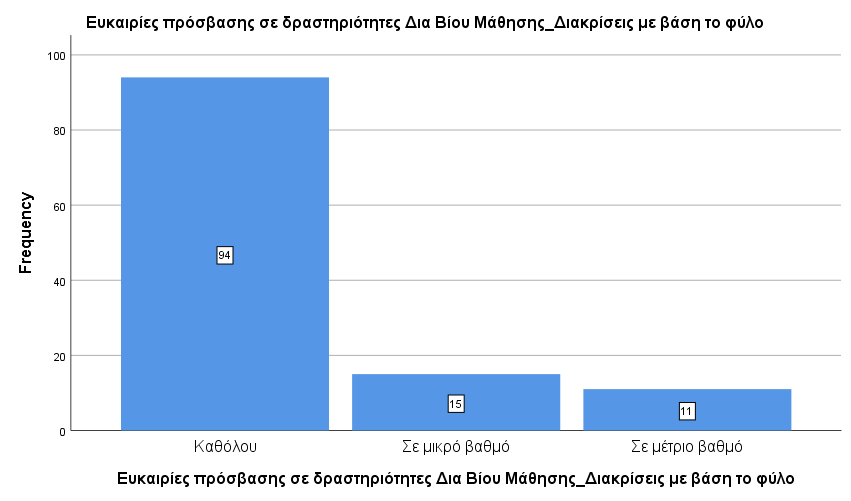 Ευκαιρίες πρόσβασης σε δραστηριότητες Δια Βίου Μάθησης_Διακρίσεις με βάση το φύλο
100
80
60
40
20
0
Frequency
94
15
11
Καθόλου
Σε μικρό βαθμό
Σε μέτριο βαθμό
Ευκαιρίες πρόσβασης σε δραστηριότητες Δια Βίου Μάθησης_Διακρίσεις με βάση το φύλο